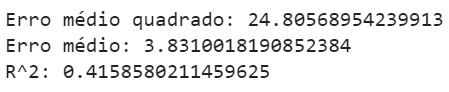 Erro médio quadrado: 24.80568954239913
Erro médio: 3.8310018190852384
R^2: 0.4158580211459625